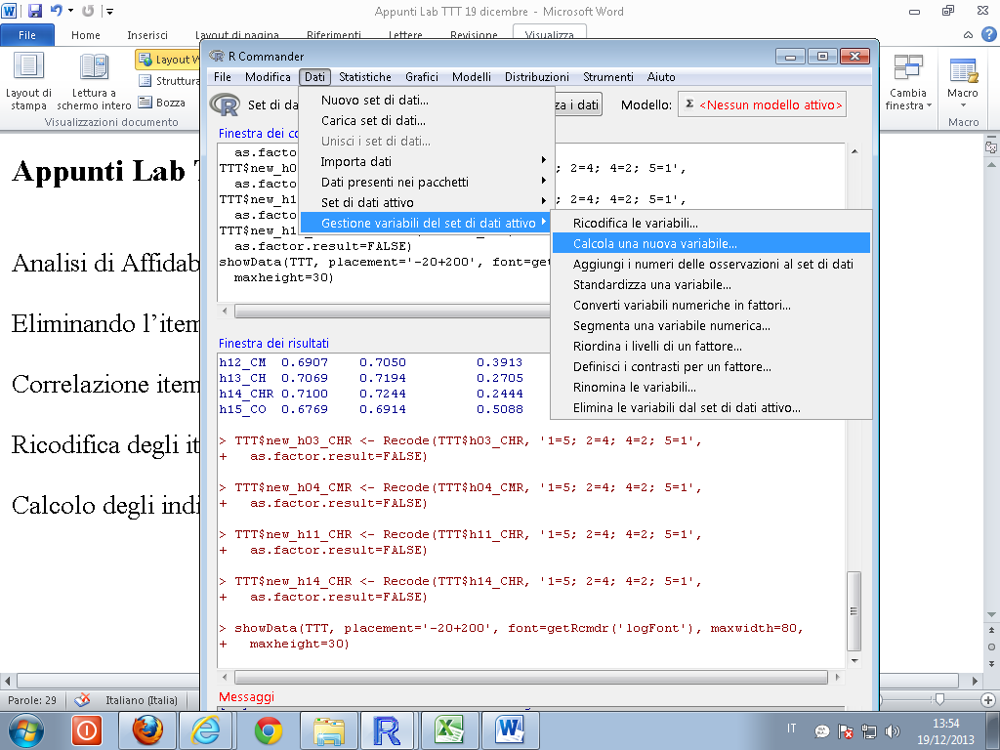 Appunti Lab TTT 19 dicembre - Microsoft Word
File Home Inserisci Layout di pagina Riferimenti Lettere Revisione Visualizza
Layout di stampa
Lettura a schermo intero
Layout W
Struttura
Bozza
Visualizzazioni documento
Cambia finestra
Macro
Macro
Appunti Lab T
Analisi di Affidab
Eliminando l'item
Correlazione item
Ricodifica degli it
Calcolo degli indi
R Commander
File Modifica Dati Statistiche Grafici Modelli Distribuzioni Strumenti Aiuto
Set di da
za i dati
Modello: Σ <Nessun modello attivo>
Nuovo set di dati...
Carica set di dati...
Unisci i set di dati...
Importa dati
Dati presenti nei pacchetti
Set di dati attivo
Gestione variabili del set di dati attivo
Ricodifica le variabili...
Calcola una nuova variabile...
Aggiungi i numeri delle osservazioni al set di dati
Standardizza una variabile...
Converti variabili numeriche in fattori...
Segmenta una variabile numerica...
Riordina i livelli di un fattore...
Definisci i contrasti per un fattore...
Rinomina le variabili...
Elimina le variabili dal set di dati attivo...
Finestra dei co
as.facto
TTT$new_h0 ; 2=4; 4=2; 5=1',
as.facto
TTT$new_h1 ; 2=4; 4=2; 5=1',
as.facto
TTT$new_h1
as.factor.result=FALSE)
showData(TTT, placement='-20+200', font=get
maxheight=30)
Finestra dei risultati
h12_CM 0.6907 0.7050 0.3913
h13_CH 0.7069 0.7194 0.2705
h14_CHR 0.7100 0.7244 0.2444
h15_CO 0.6769 0.6914 0.5088
> TTT$new_h03_CHR <- Recode(TTT$h03_CHR, '1=5; 2=4; 4=2; 5=1',
+ as.factor.result=FALSE)
> TTT$new_h04_CMR <- Recode(TTT$h04_CMR, '1=5; 2=4; 4=2; 5=1',
+ as.factor.result=FALSE)
> TTT$new_h11_CHR <- Recode(TTT$h11_CHR, '1=5; 2=4; 4=2; 5=1',
+ as.factor.result=FALSE)
> TTT$new_h14_CHR <- Recode(TTT$h14_CHR, '1=5; 2=4; 4=2; 5=1',
+ as.factor.result=FALSE)
> showData(TTT, placement='-20+200', font=getRcmdr('logFont'), maxwidth=80,
+ maxheight=30)
Messaggi
Parole: 29 Italiano (Italia)
IT
13:54
19/12/2013